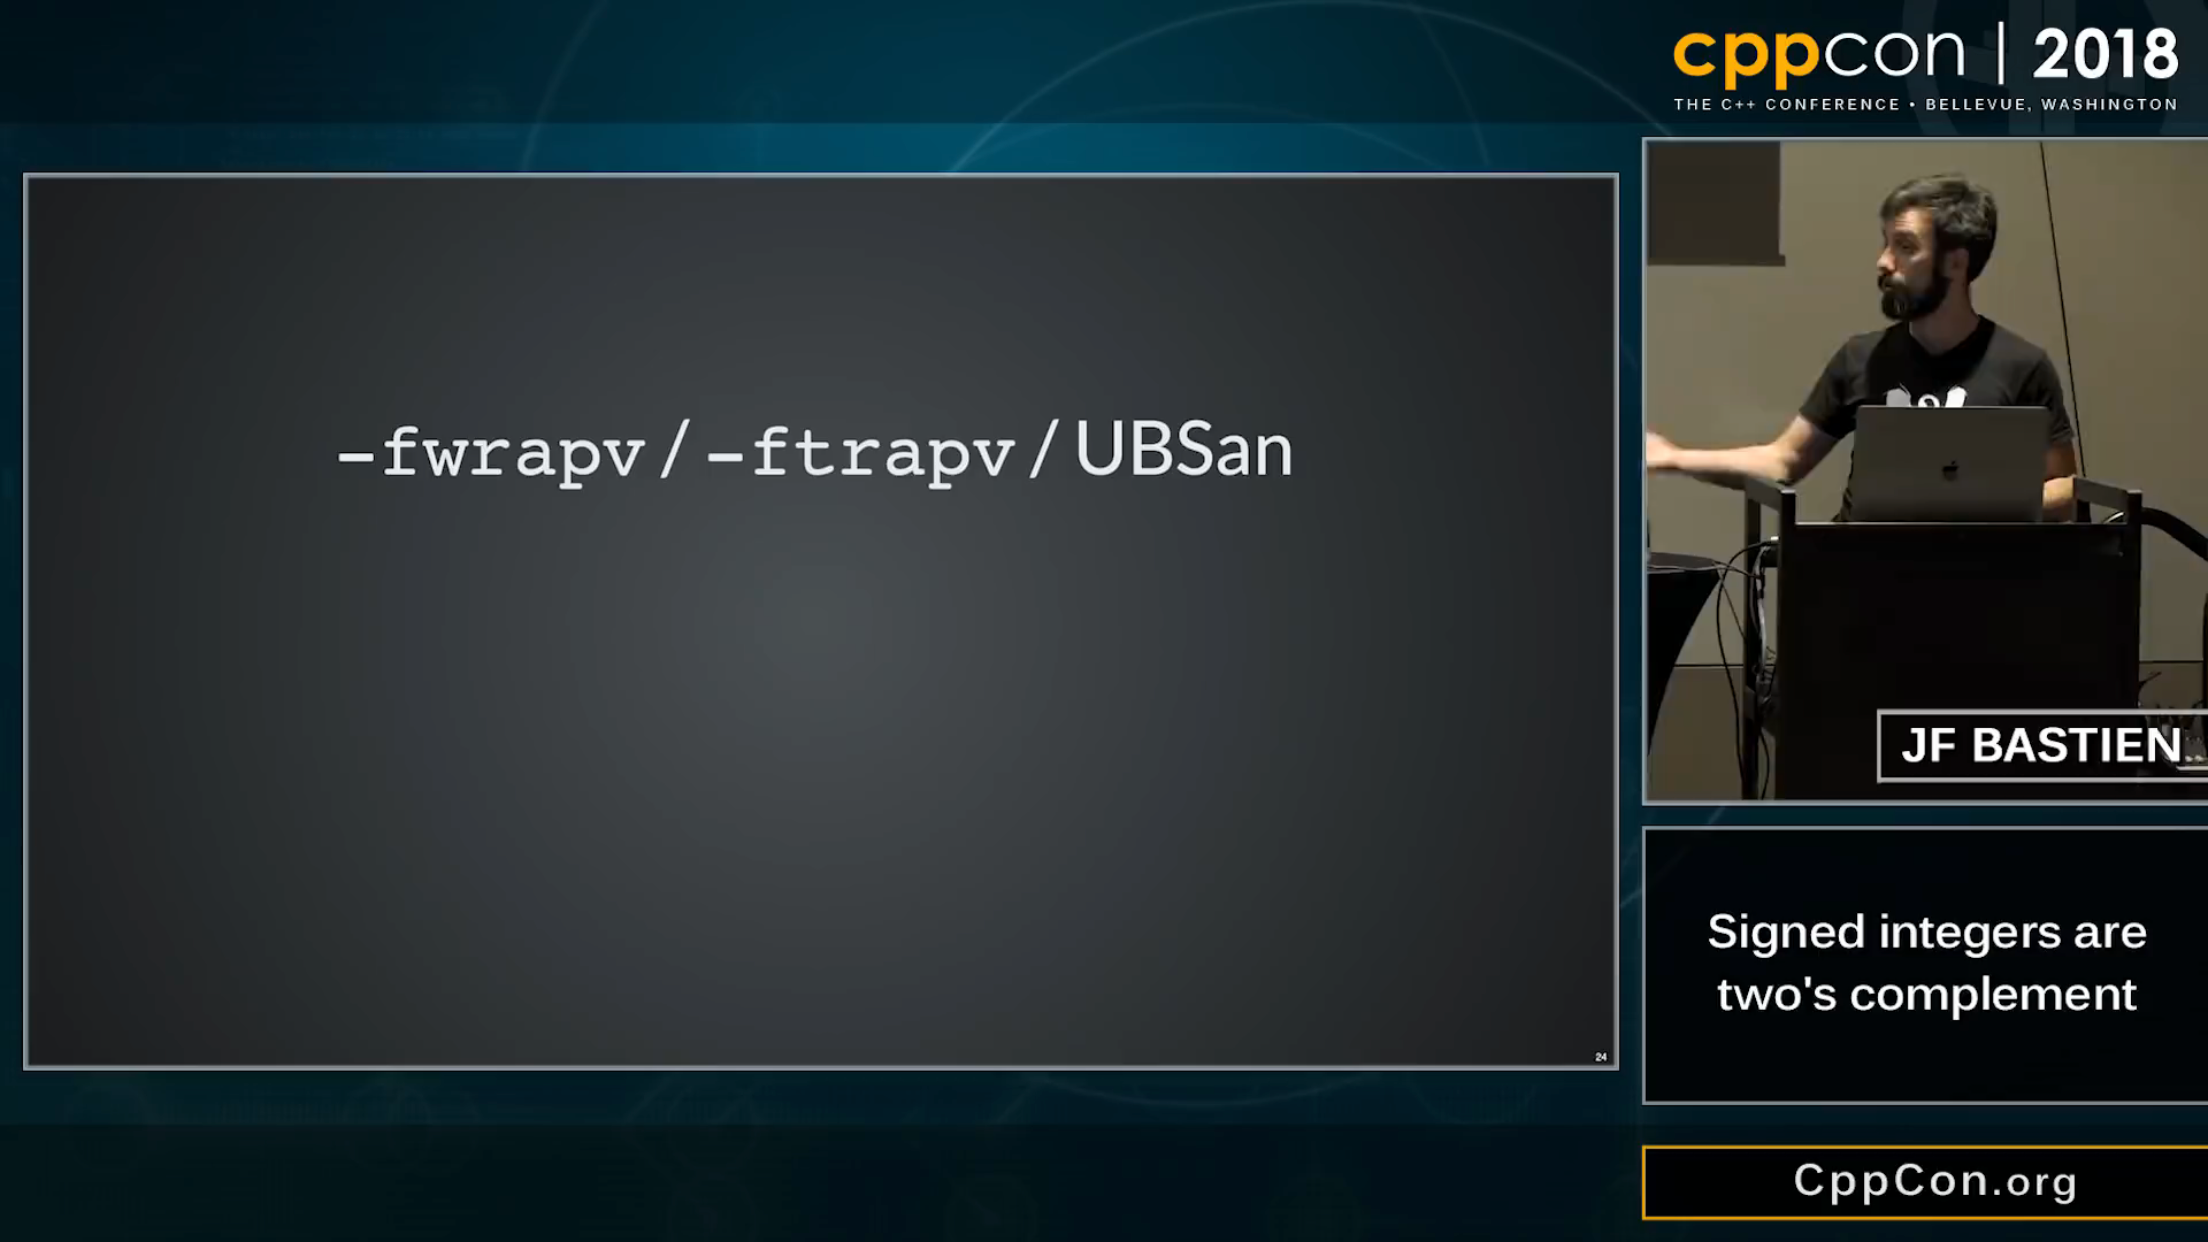 cppcon | 2018
THE C++ CONFERENCE • BELLEVUE, WASHINGTON
-fwrapv / -ftrapv / UBSan
24
JF BASTIEN
Signed integers are
two's complement
CppCon.org